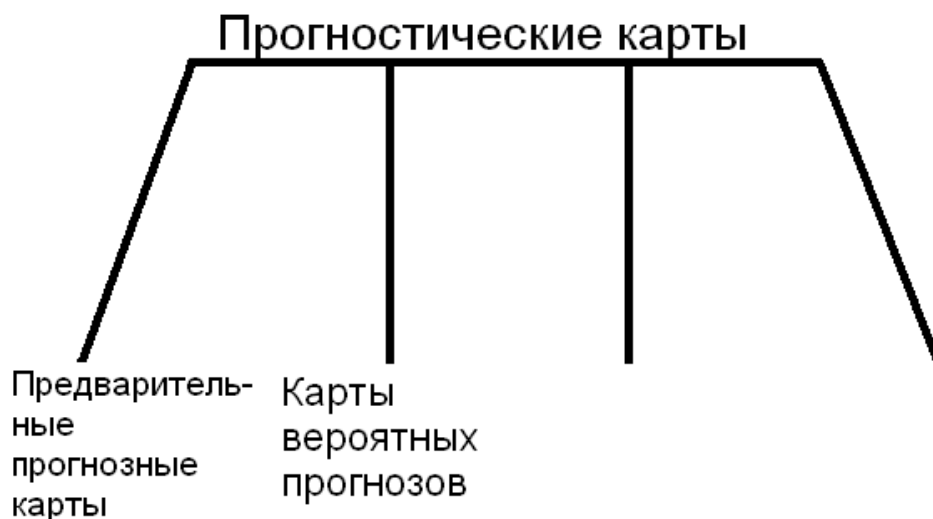 Прогностические карты
Предваритель-
ные
прогнозные
карты
Карты
вероятных
прогнозов